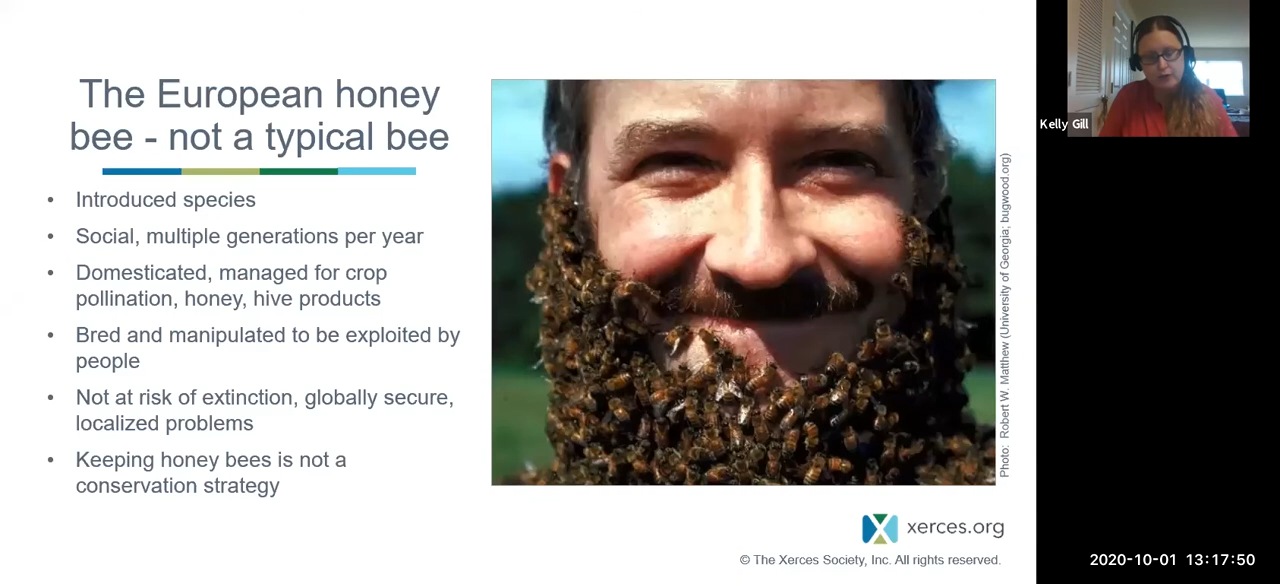 The European honey
bee - not a typical bee
• Introduced species
• Social, multiple generations per year
• Domesticated, managed for crop
pollination, honey, hive products
• Bred and manipulated to be exploited by
people
• Not at risk of extinction, globally secure,
localized problems
• Keeping honey bees is not a
conservation strategy
Photo: Robert W. Matthew (University of Georgia; bugwood.org)
xerces.org
© The Xerces Society, Inc. All rights reserved.
Kelly Gill
2020-10-01 13:17:50